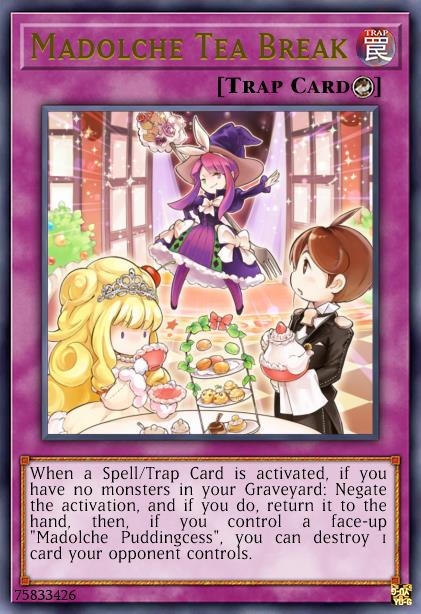 MADOLCHE TEA BREAK
TRAP
罠
[TRAP CARD]
When a Spell/Trap Card is activated, if you
have no monsters in your Graveyard: Negate
the activation, and if you do, return it to the
hand, then, if you control a face-up
"Madolche Puddingcess", you can destroy 1
card your opponent controls.
75833426